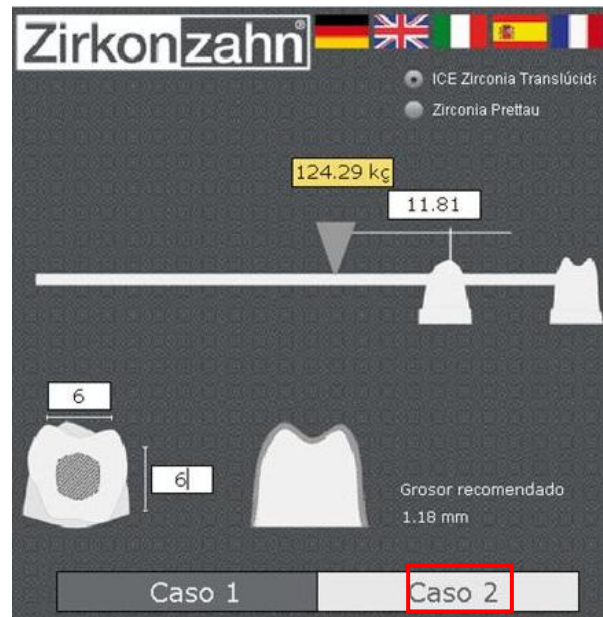 Zirkonzahn®
ICE Zirconia Translúcida
Zirconia Prettau
124.29 kg
11.81
6
6
Grosor recomendado
1.18 mm
Caso 1
Caso 2